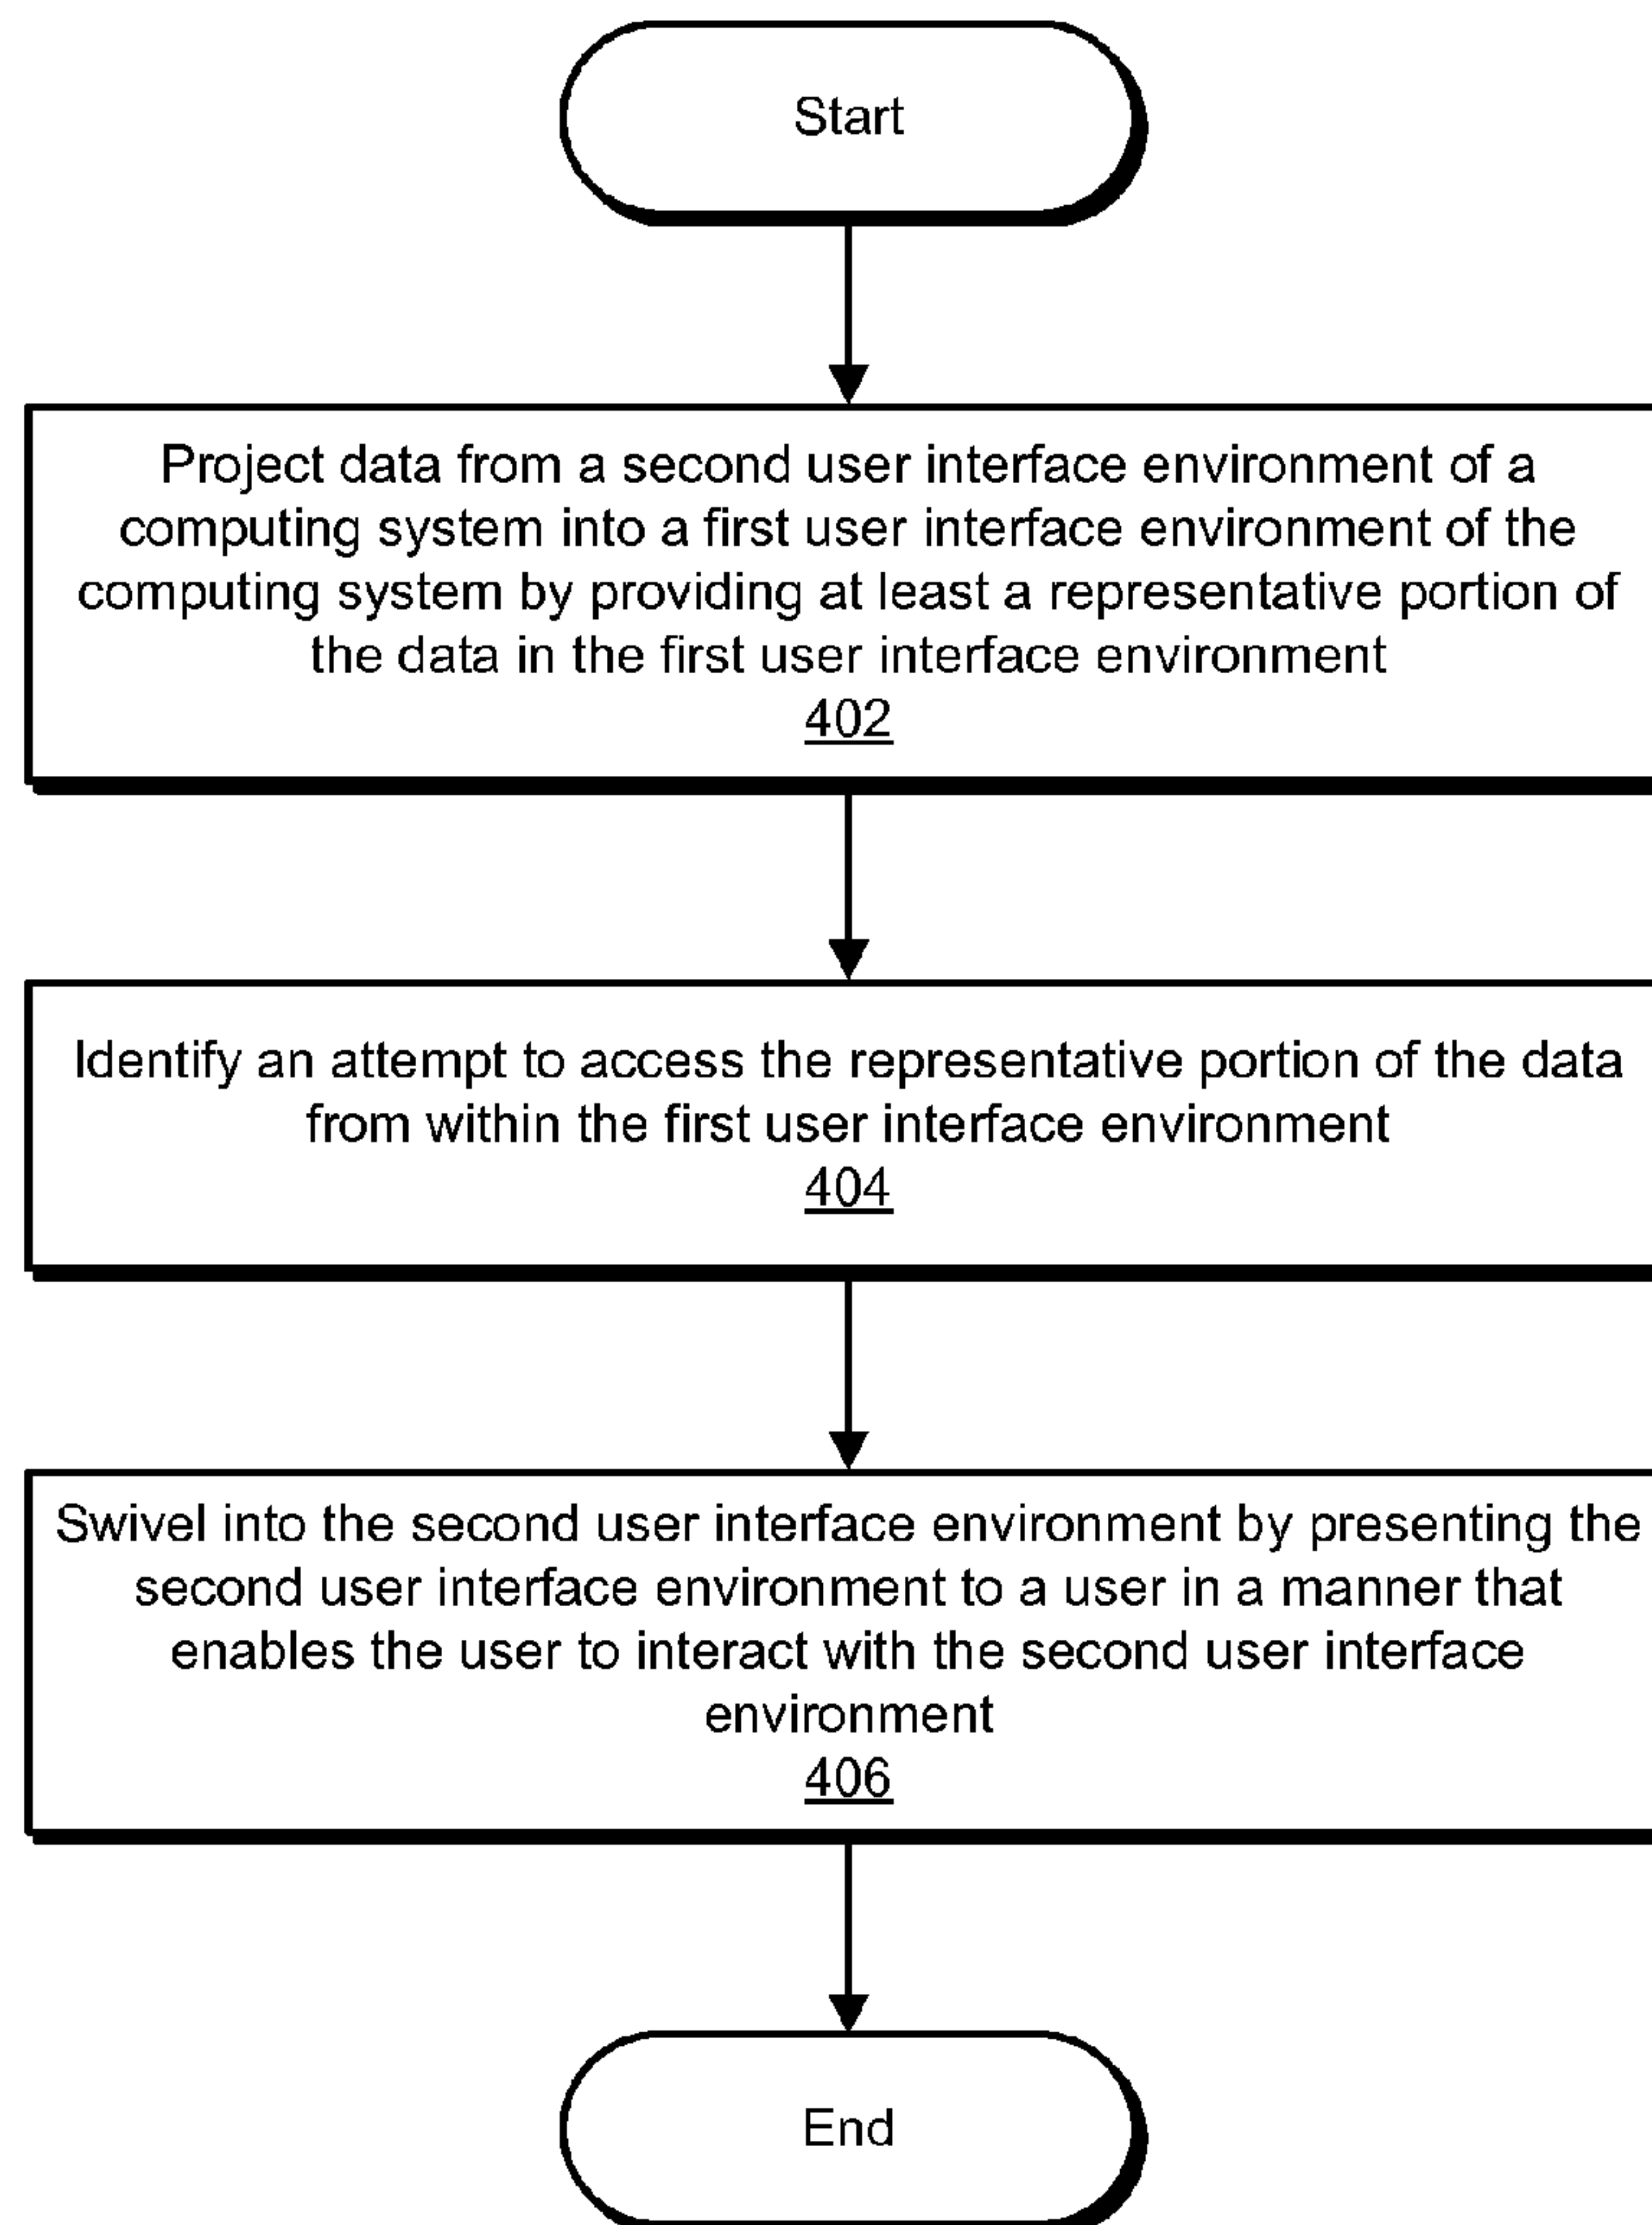 Start
Project data from a second user interface environment of a
computing system into a first user interface environment of the
computing system by providing at least a representative portion of
the data in the first user interface environment
402
Identify an attempt to access the representative portion of the data
from within the first user interface environment
404
Swivel into the second user interface environment by presenting the
second user interface environment to a user in a manner that
enables the user to interact with the second user interface
environment
406
End